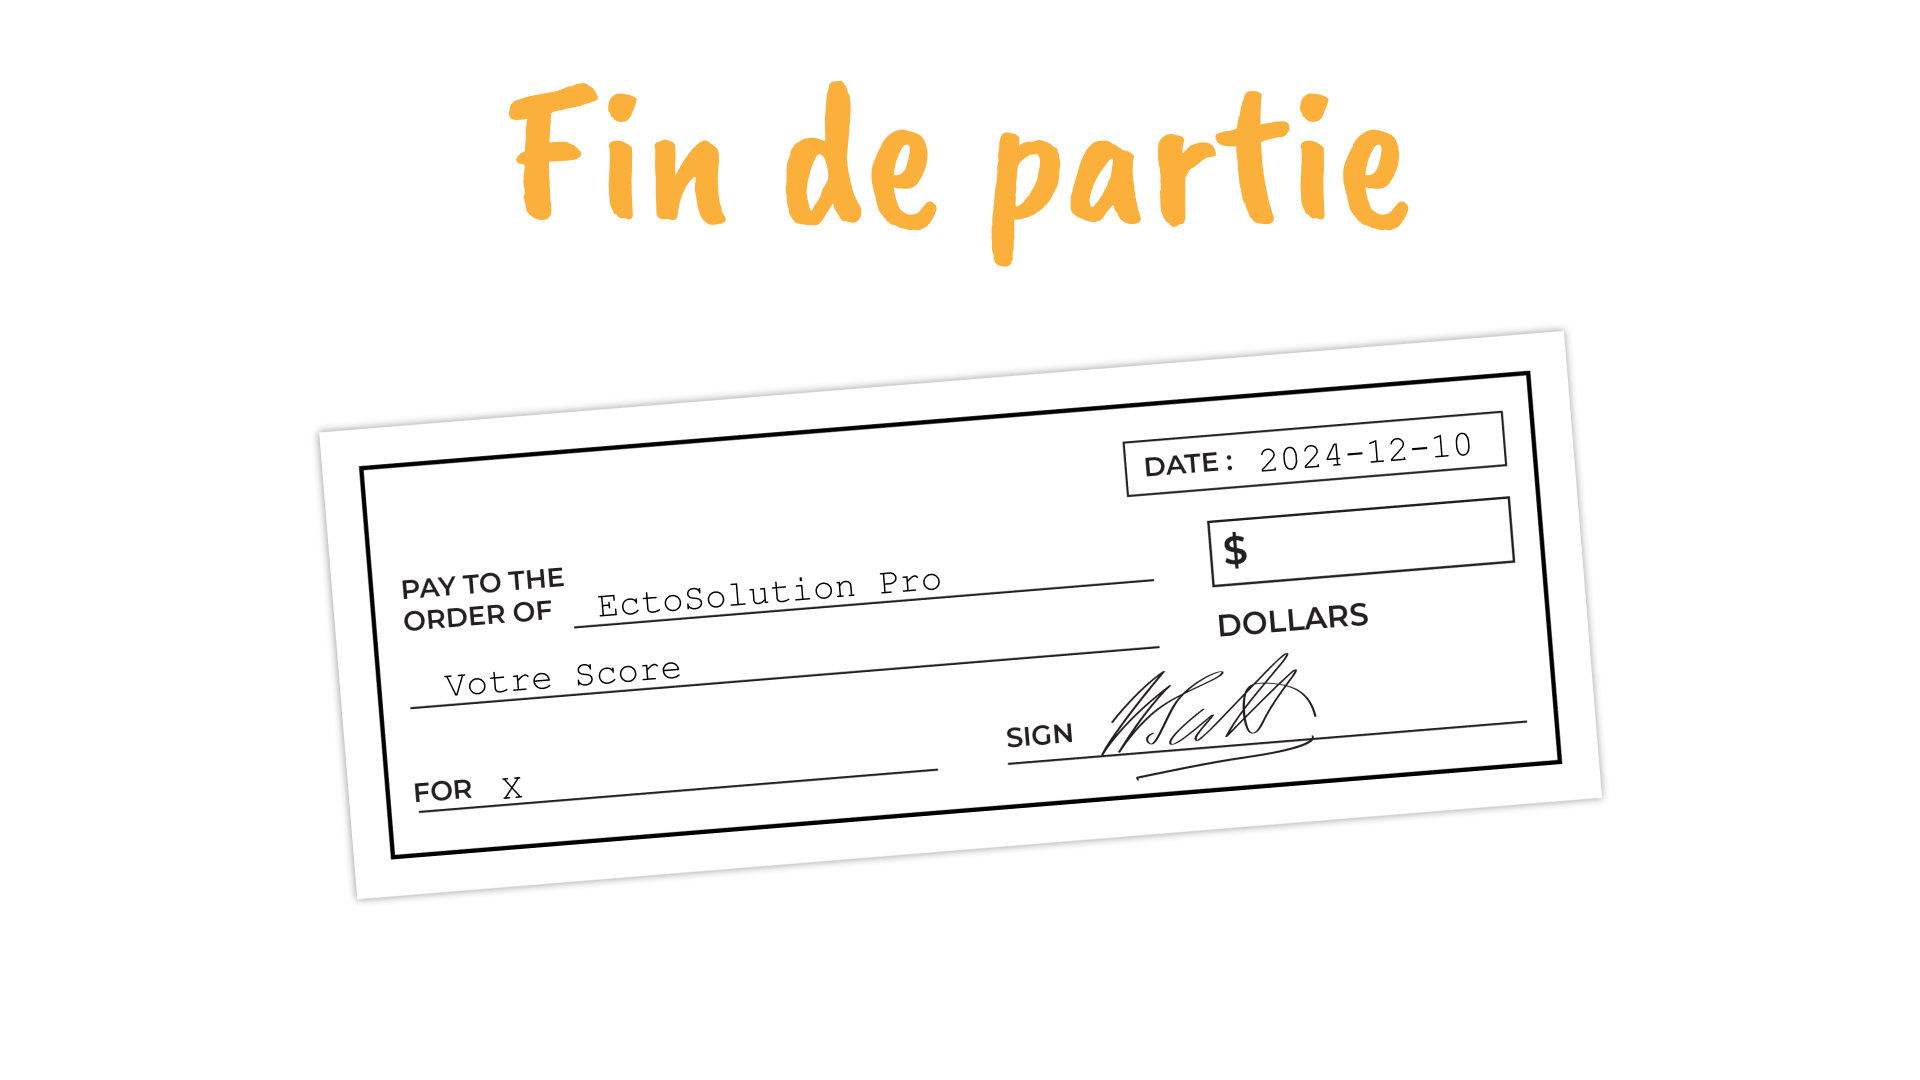 Fin de partie
DATE : 2024-12-10
$
PAY TO THE
ORDER OF EctoSolution Pro
DOLLARS
Votre Score
SIGN
FOR X